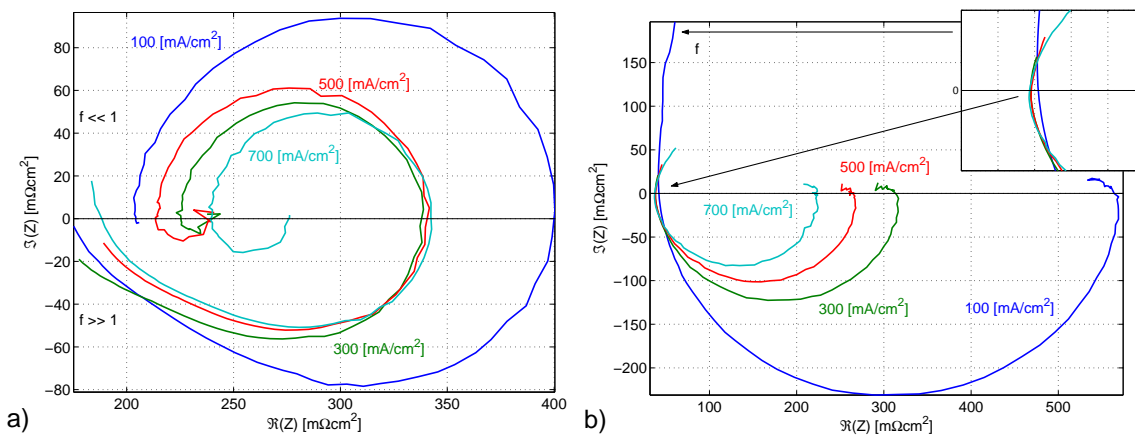 80
60
40
20
0
−20
−40
−60
−80
200
250
300
350
400
ℑ(Z) [mΩcm²]
ℜ(Z) [mΩcm²]
100 [mA/cm²]
500 [mA/cm²]
f << 1
700 [mA/cm²]
f >> 1
300 [mA/cm²]
a)
150
100
50
0
−50
−100
−150
−200
100
200
300
400
500
ℑ(Z) [mΩcm²]
ℜ(Z) [mΩcm²]
f
0
500 [mA/cm²]
700 [mA/cm²]
300 [mA/cm²]
100 [mA/cm²]
b)